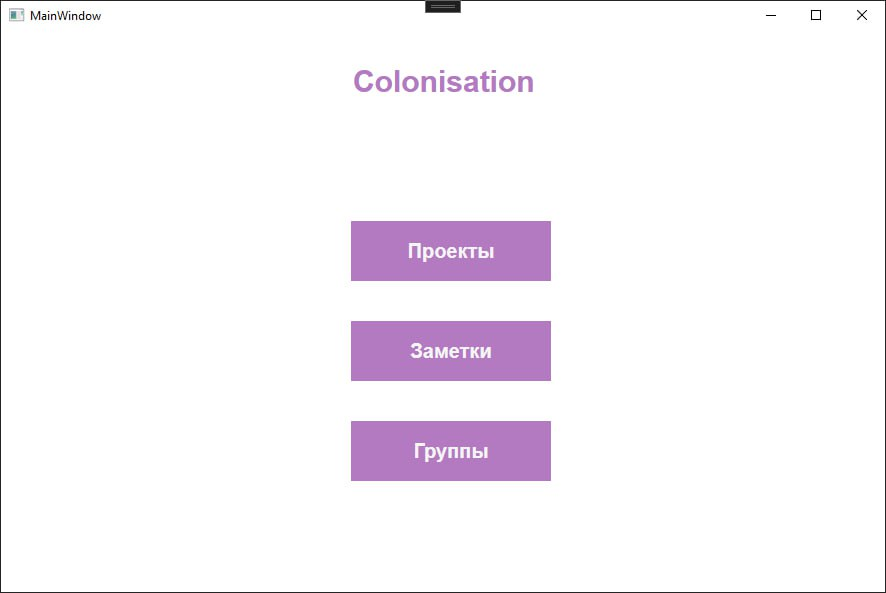 MainWindow
Colonisation
Проекты
Заметки
Группы